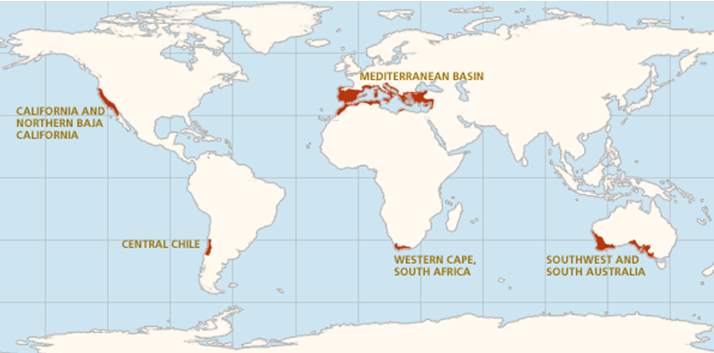 MEDITERRANEAN BASIN
CALIFORNIA AND
NORTHERN BAJA
CALIFORNIA
CENTRAL CHILE
WESTERN CAPE,
SOUTH AFRICA
SOUTHWEST AND
SOUTH AUSTRALIA